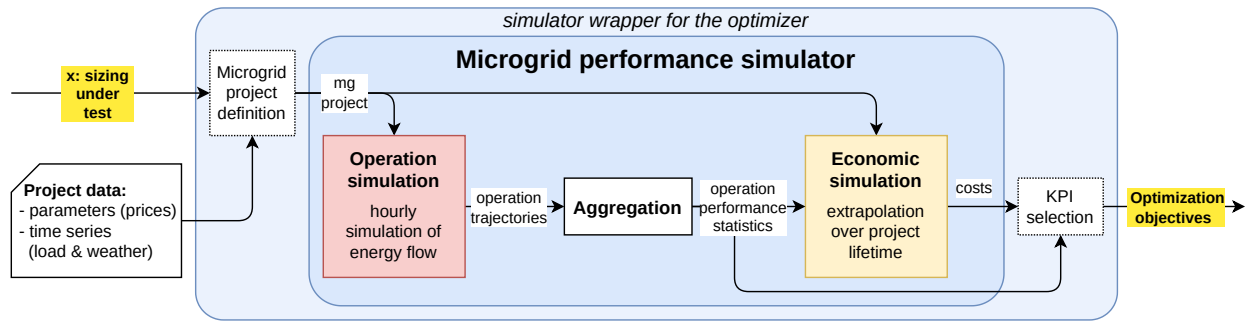 simulator wrapper for the optimizer
Microgrid performance simulator
x: sizing
under
test
Microgrid
project
definition
mg
project
Project data:
- parameters (prices)
- time series
(load & weather)
Operation
simulation
hourly
simulation of
energy flow
operation
trajectories
Aggregation
operation
performance
statistics
Economic
simulation
extrapolation
over project
lifetime
costs
KPI
selection
Optimization
objectives